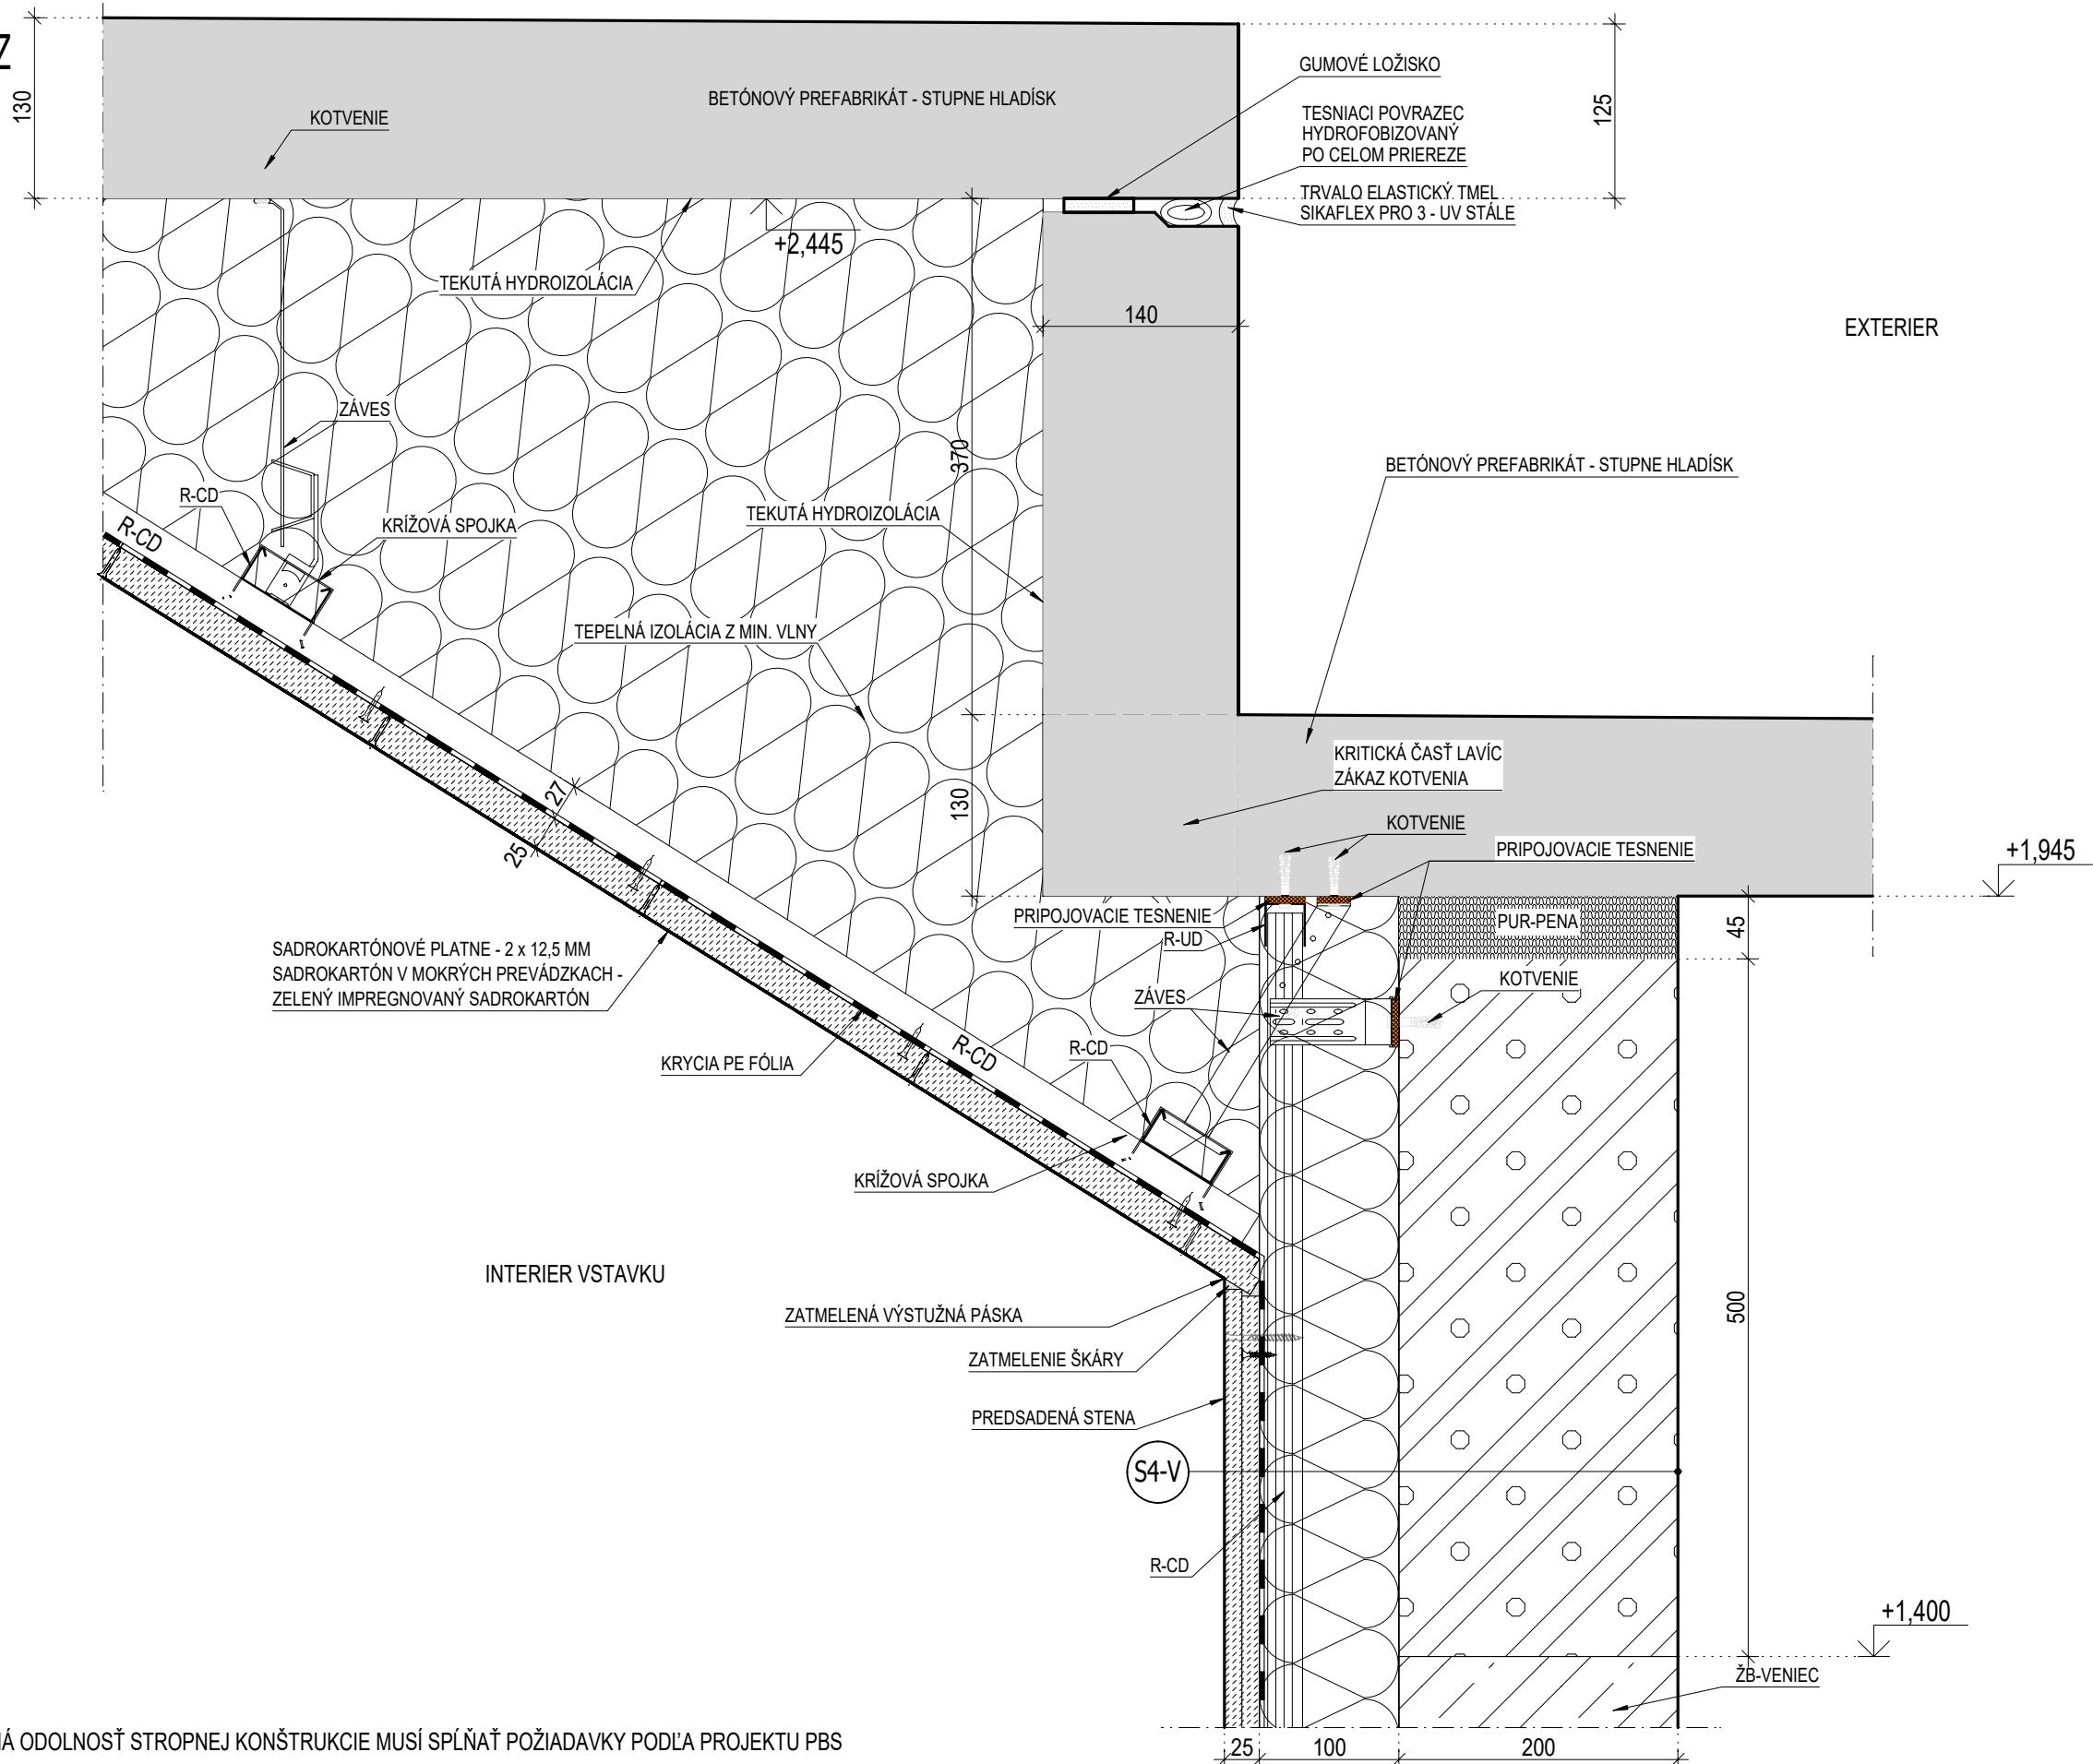 Z
130
KOTVENIE
BETÓNOVÝ PREFABRIKÁT - STUPNE HLADÍSK
GUMOVÉ LOŽISKO
125
TESNIACI POVRAZEC
HYDROFOBIZOVANÝ
PO CELOM PRIEREZE
TRVALO ELASTICKÝ TMEL
SIKAFLEX PRO 3 - UV STÁLE
+2,445
TEKUTÁ HYDROIZOLÁCIA
140
EXTERIER
ZÁVES
370
BETÓNOVÝ PREFABRIKÁT - STUPNE HLADÍSK
R-CD
KRÍŽOVÁ SPOJKA
TEKUTÁ HYDROIZOLÁCIA
R-CD
TEPELNÁ IZOLÁCIA Z MIN. VLNY
KRITICKÁ ČASŤ LAVÍC
ZÁKAZ KOTVENIA
27
130
25
KOTVENIE
PRIPOJOVACIE TESNENIE
+1,945
PRIPOJOVACIE TESNENIE
R-UD
PUR-PENA
45
SADROKARTÓNOVÉ PLATNE - 2 x 12,5 MM
SADROKARTÓN V MOKRÝCH PREVÁDZKACH -
ZELENÝ IMPREGNOVANÝ SADROKARTÓN
KOTVENIE
ZÁVES
R-CD
R-CD
KRYCIA PE FÓLIA
KRÍŽOVÁ SPOJKA
INTERIER VSTAVKU
ZATMELENÁ VÝSTUŽNÁ PÁSKA
500
ZATMELENIE ŠKÁRY
PREDSADENÁ STENA
S4-V
R-CD
+1,400
ŽB-VENIEC
Á ODOLNOSŤ STROPNEJ KONŠTRUKCIE MUSÍ SPĹŇAŤ POŽIADAVKY PODĽA PROJEKTU PBS
25
100
200